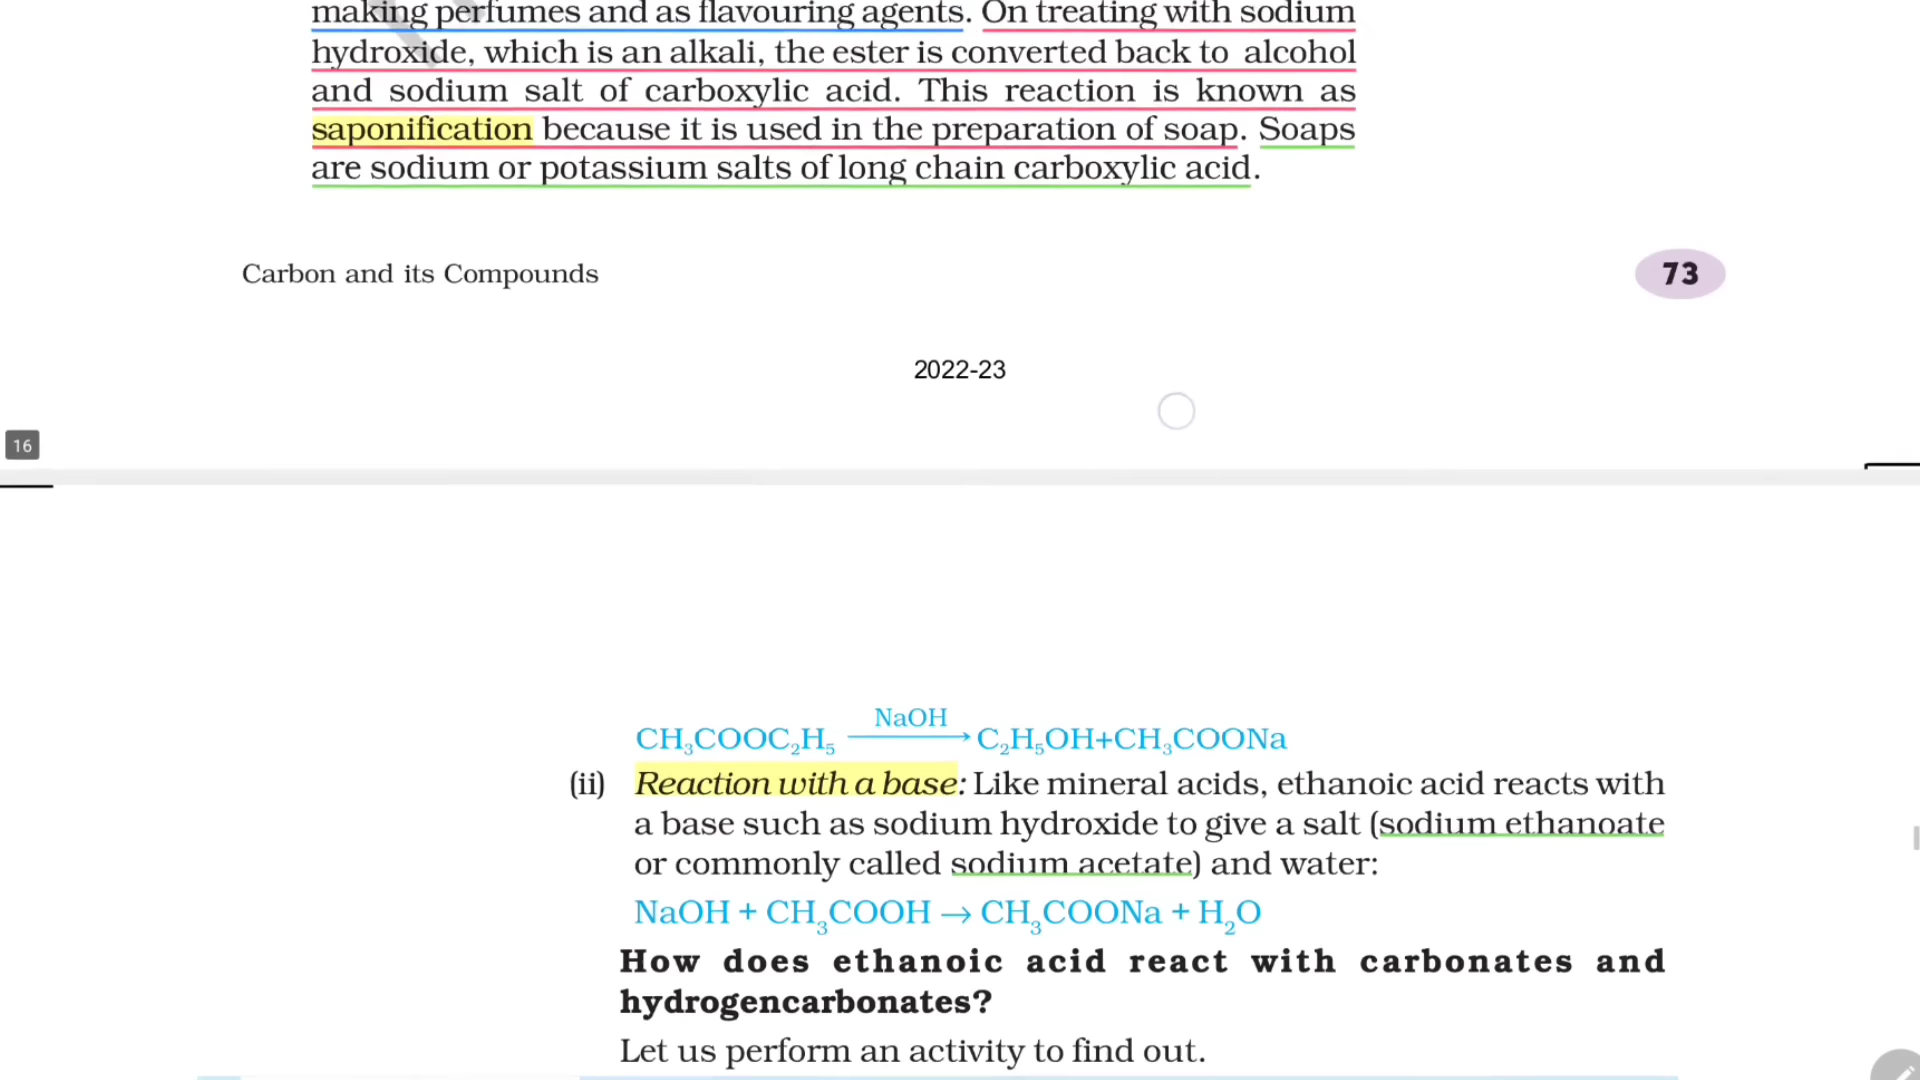 making perfumes and as flavouring agents. On treating with sodium
hydroxide, which is an alkali, the ester is converted back to alcohol
and sodium salt of carboxylic acid. This reaction is known as
saponification because it is used in the preparation of soap. Soaps
are sodium or potassium salts of long chain carboxylic acid.
Carbon and its Compounds
73
2022-23
16
NaOH
CH₃COOC₂H₅ → C₂H₅OH+CH₃COONa
(ii) Reaction with a base: Like mineral acids, ethanoic acid reacts with
a base such as sodium hydroxide to give a salt (sodium ethanoate
or commonly called sodium acetate) and water:
NaOH + CH₃COOH → CH₃COONa + H₂O
How does ethanoic acid react with carbonates and
hydrogencarbonates?
Let us perform an activity to find out.